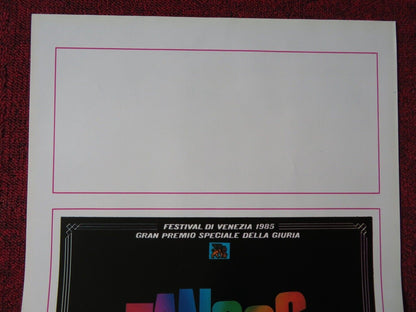 FESTIVAL DI VENEZIA 1985
GRAN PREMIO SPECIALE DELLA GIURIA